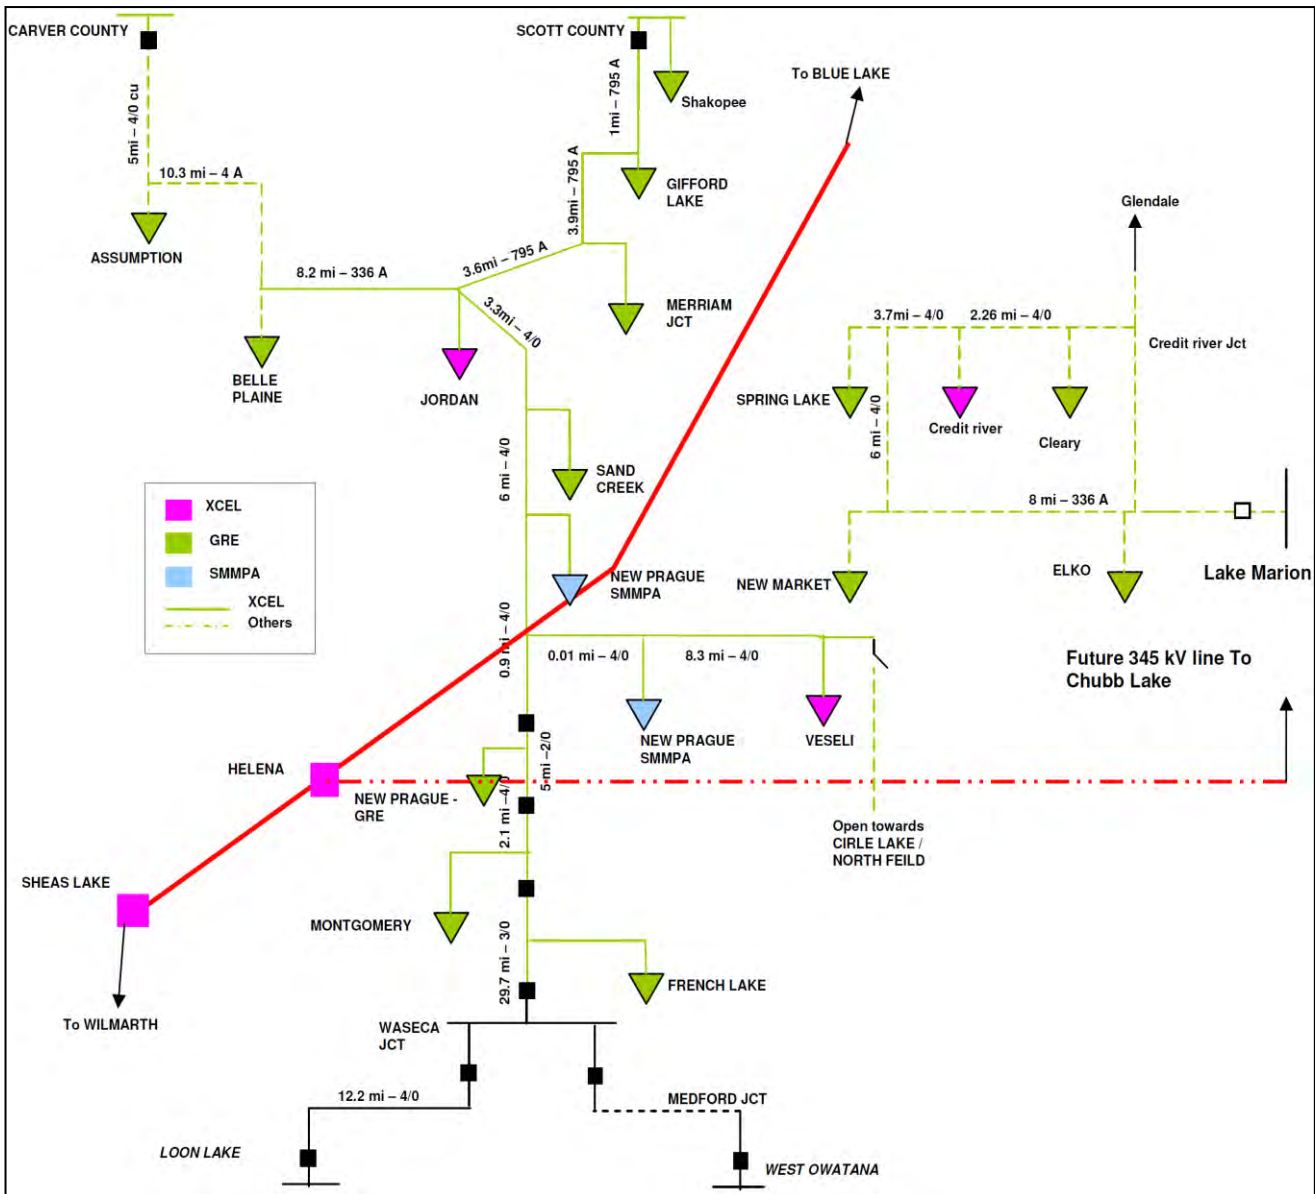 CARVER COUNTY
SCOTT COUNTY
To BLUE LAKE
Shakopee
1mi – 795 A
5mi – 4/0 cu
10.3 mi – 4 A
GIFFORD
LAKE
3.9mi – 795 A
Glendale
ASSUMPTION
3.6mi – 795 A
8.2 mi – 336 A
MERRIAM
JCT
3.3mi – 4/0
3.7mi – 4/0
2.26 mi – 4/0
Credit river Jct
BELLE
PLAINE
JORDAN
SPRING LAKE
Credit river
Cleary
6 mi – 4/0
SAND
CREEK
6 mi – 4/0
8 mi – 336 A
XCEL
GRE
SMMPA
XCEL
Others
NEW PRAGUE
SMMPA
NEW MARKET
ELKO
Lake Marion
0.9 mi – 4/0
0.01 mi – 4/0
8.3 mi – 4/0
Future 345 kV line To
Chubb Lake
NEW PRAGUE
SMMPA
VESELI
HELENA
5 mi –2/0
NEW PRAGUE -
GRE
2.1 mi –4/0
Open towards
CIRLE LAKE /
NORTH FEILD
SHEAS LAKE
MONTGOMERY
29.7 mi – 3/0
FRENCH LAKE
To WILMARTH
WASECA
JCT
12.2 mi – 4/0
MEDFORD JCT
LOON LAKE
WEST OWATANA